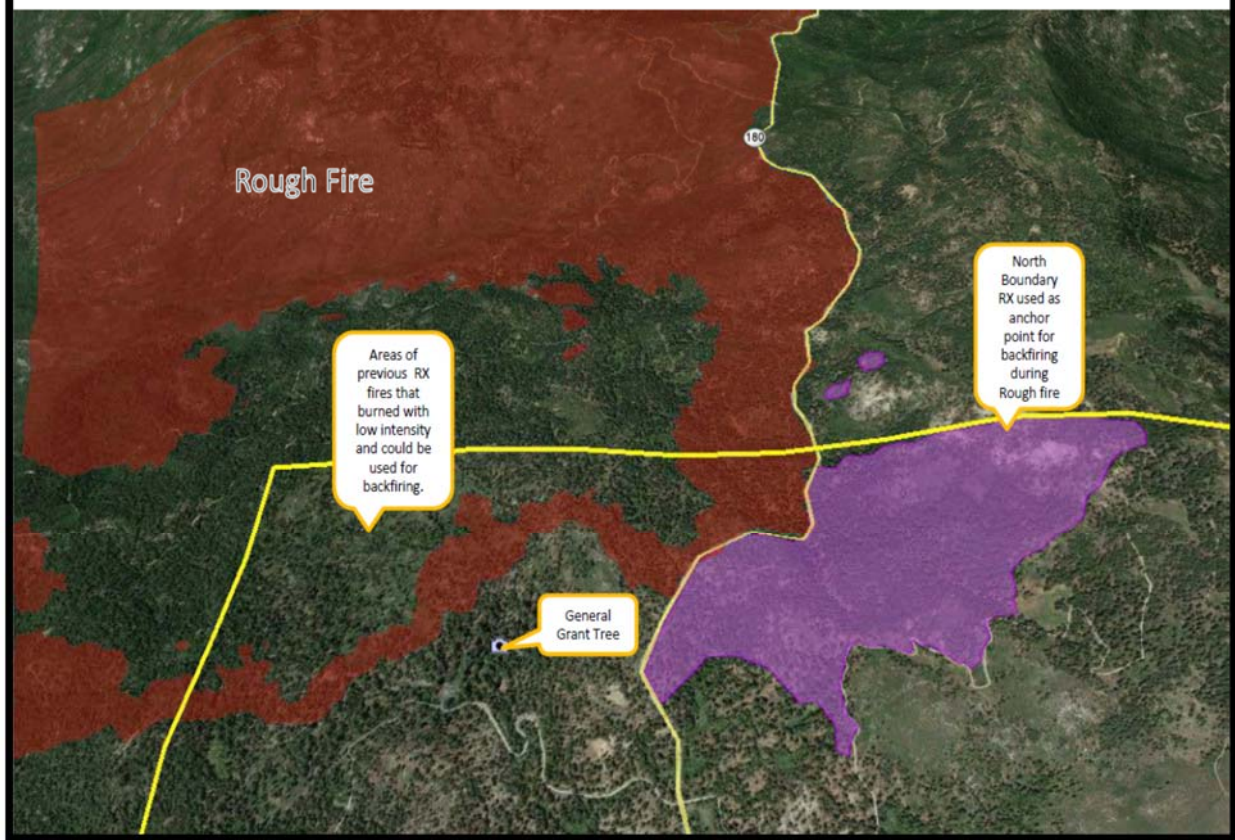 Rough Fire
180
North
Boundary
RX used as
anchor
point for
backfiring
during
Rough fire
Areas of
previous RX
fires that
burned with
low intensity
and could be
used for
backfiring.
General
Grant Tree